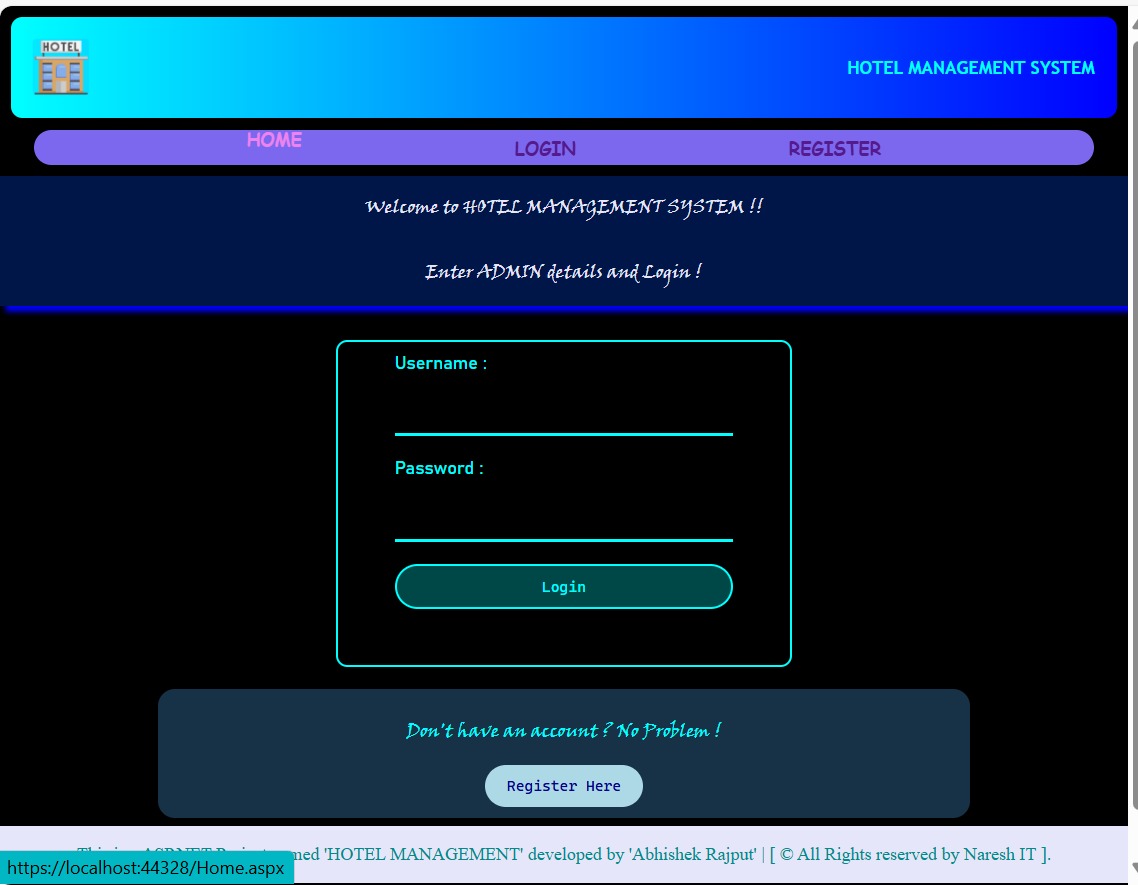 HOTEL
HOTEL MANAGEMENT SYSTEM
HOME LOGIN REGISTER
Welcome to HOTEL MANAGEMENT SYSTEM !!
Enter ADMIN details and Login !
Username :
Password :
Login
Don't have an account ? No Problem !
Register Here
'HOTEL MANAGEMENT' developed by 'Abhishek Rajput' | [ © All Rights reserved by Naresh IT ].
https://localhost:44328/Home.aspx